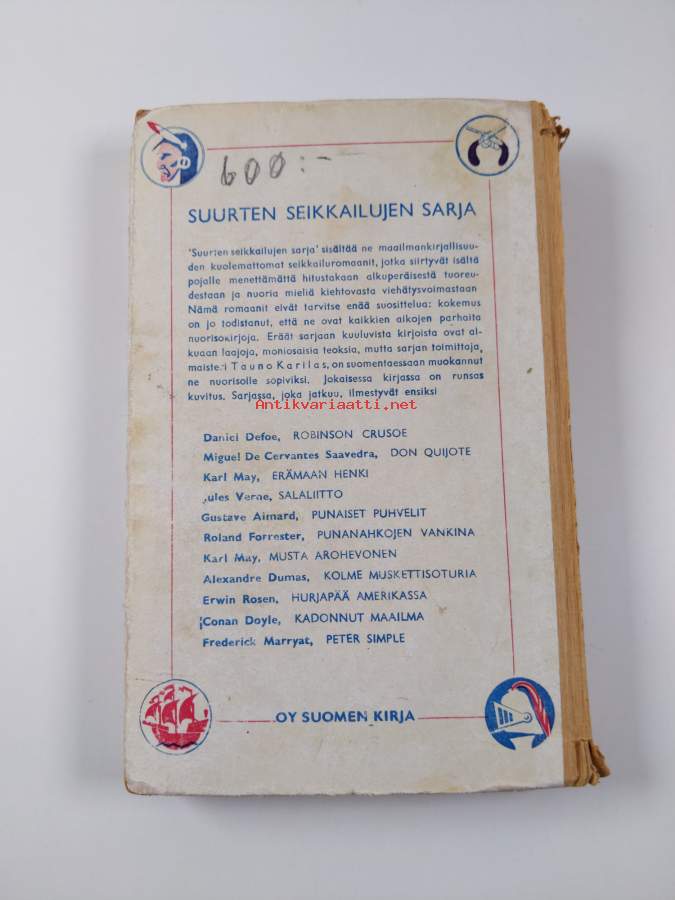 600:-
SUURTEN SEIKKAILUJEN SARJA
'Suurten seikkailujen sarja' sisältää ne maailmankirjallisuu-
den kuolemattomat seikkailuromaanit, jotka siirtyvät isältä
pojalle menettämättä hitustakaan alkuperäisestä tuoreu-
destaan ja nuoria mieliä kiehtovasta viehätysvoimastaan
Nämä romaanit eivät tarvitse enää suosittelua: kokemus
on jo todistanut, että ne ovat kaikkien aikojen parhaita
nuorisokirjoja. Eräät sarjaan kuuluvista kirjoista ovat al-
kuaan laajoja, moniosaisia teoksia, mutta sarjan toimittaja,
maisteri Tauno Karilas, on suomentaessaan muokannut
ne nuorisolle sopiviksi. Jokaisessa kirjassa on runsas
kuvitus. Sarjassa, joka jatkuu, ilmestyvät ensiksi
Antikvariaatti.net
Daniel Defoe, ROBINSON CRUSOE
Miguel De Cervantes Saavedra, DON QUIJOTE
Karl May, ERÄMAAN HENKI
Jules Verne, SALALIITTO
Gustave Aimard, PUNAISET PUHVELIT
Roland Forrester, PUNANAHKOJEN VANKINA
Karl May, MUSTA AROHEVONEN
Alexandre Dumas, KOLME MUSKETTISOTURIA
Erwin Rosen, HURJAPÄÄ AMERIKASSA
Conan Doyle, KADONNUT MAAILMA
Frederick Marryat, PETER SIMPLE
OY SUOMEN KIRJA